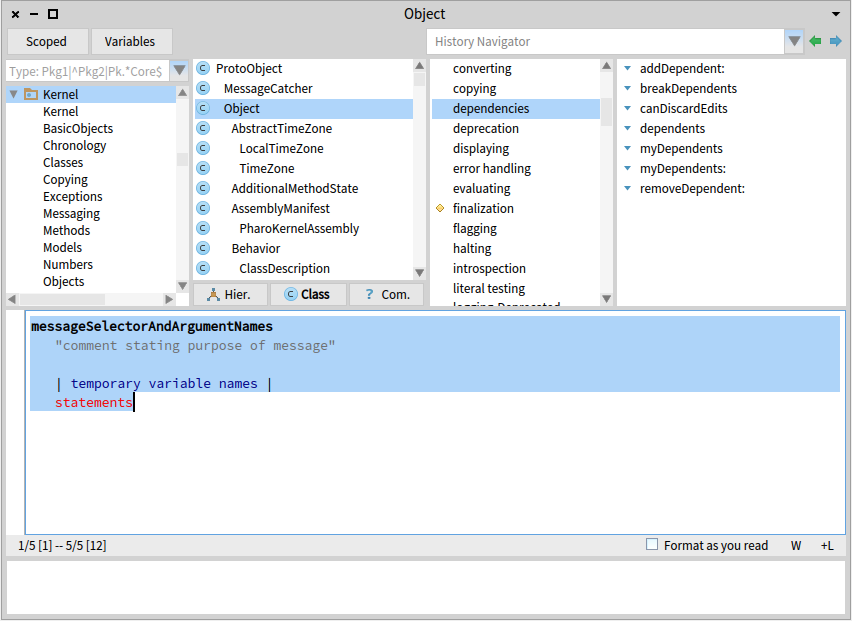 Object
Scoped
Variables
History Navigator
Type: Pkg1|^Pkg2|Pk.*Core$
Kernel
Kernel
BasicObjects
Chronology
Classes
Copying
Exceptions
Messaging
Methods
Models
Numbers
Objects
ProtoObject
MessageCatcher
Object
AbstractTimeZone
LocalTimeZone
TimeZone
AdditionalMethodState
AssemblyManifest
PharoKernelAssembly
Behavior
ClassDescription
Hier.
Class
? Com.
converting
copying
dependencies
deprecation
displaying
error handling
evaluating
finalization
flagging
halting
introspection
literal testing
logging-Deprecated
addDependent:
breakDependents
canDiscardEdits
dependents
myDependents
myDependents:
removeDependent:
messageSelectorAndArgumentNames
"comment stating purpose of message"
| temporary variable names |
statements
1/5 [1] -- 5/5 [12]
Format as you read
W
+L